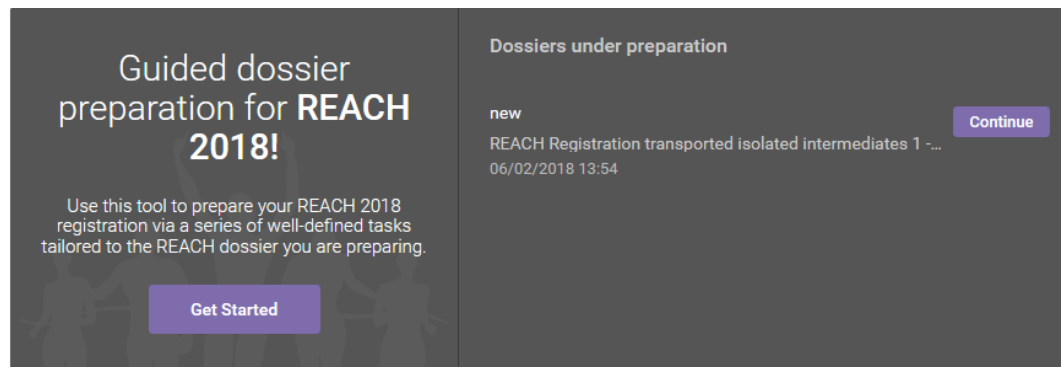 Guided dossier
preparation for REACH
2018!
Use this tool to prepare your REACH 2018
registration via a series of well-defined tasks
tailored to the REACH dossier you are preparing.
Get Started
Dossiers under preparation
new
REACH Registration transported isolated intermediates 1 -...
06/02/2018 13:54
Continue